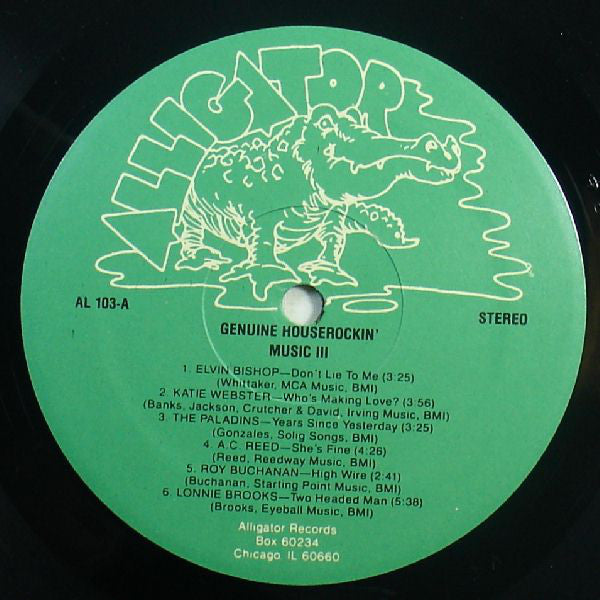 ALLIGATOR
AL 103-A
STEREO
GENUINE HOUSEROCKIN'
MUSIC III
1. ELVIN BISHOP—Don't Lie To Me (3:25)
(Whittaker, MCA Music, BMI)
2. KATIE WEBSTER—Who's Making Love? (3:56)
(Banks, Jackson, Crutcher & David, Irving Music, BMI)
3. THE PALADINS—Years Since Yesterday (3:25)
(Gonzales, Solig Songs, BMI)
4. A.C. REED—She's Fine (4:26)
(Reed, Reedway Music, BMI)
5. ROY BUCHANAN—High Wire (2:41)
(Buchanan, Starling Point Music, BMI)
6. LONNIE BROOKS—Two Headed Man (5:38)
(Brooks, Eyeball Music, BMI)
Alligator Records
Box 60234
Chicago, IL 60660